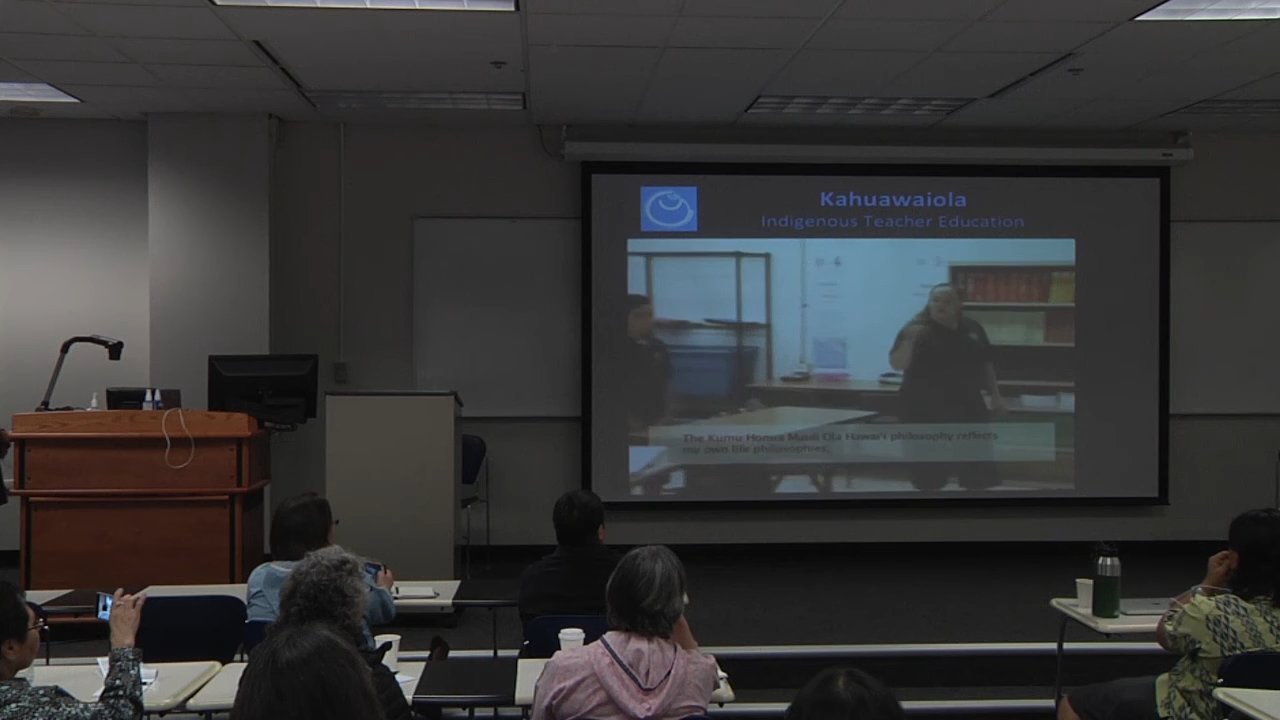 Kahuawaiola
Indigenous Teacher Education
The Kumu Honua Mauli Ola Hawaiʻi philosophy reflects
my own life philosophies.